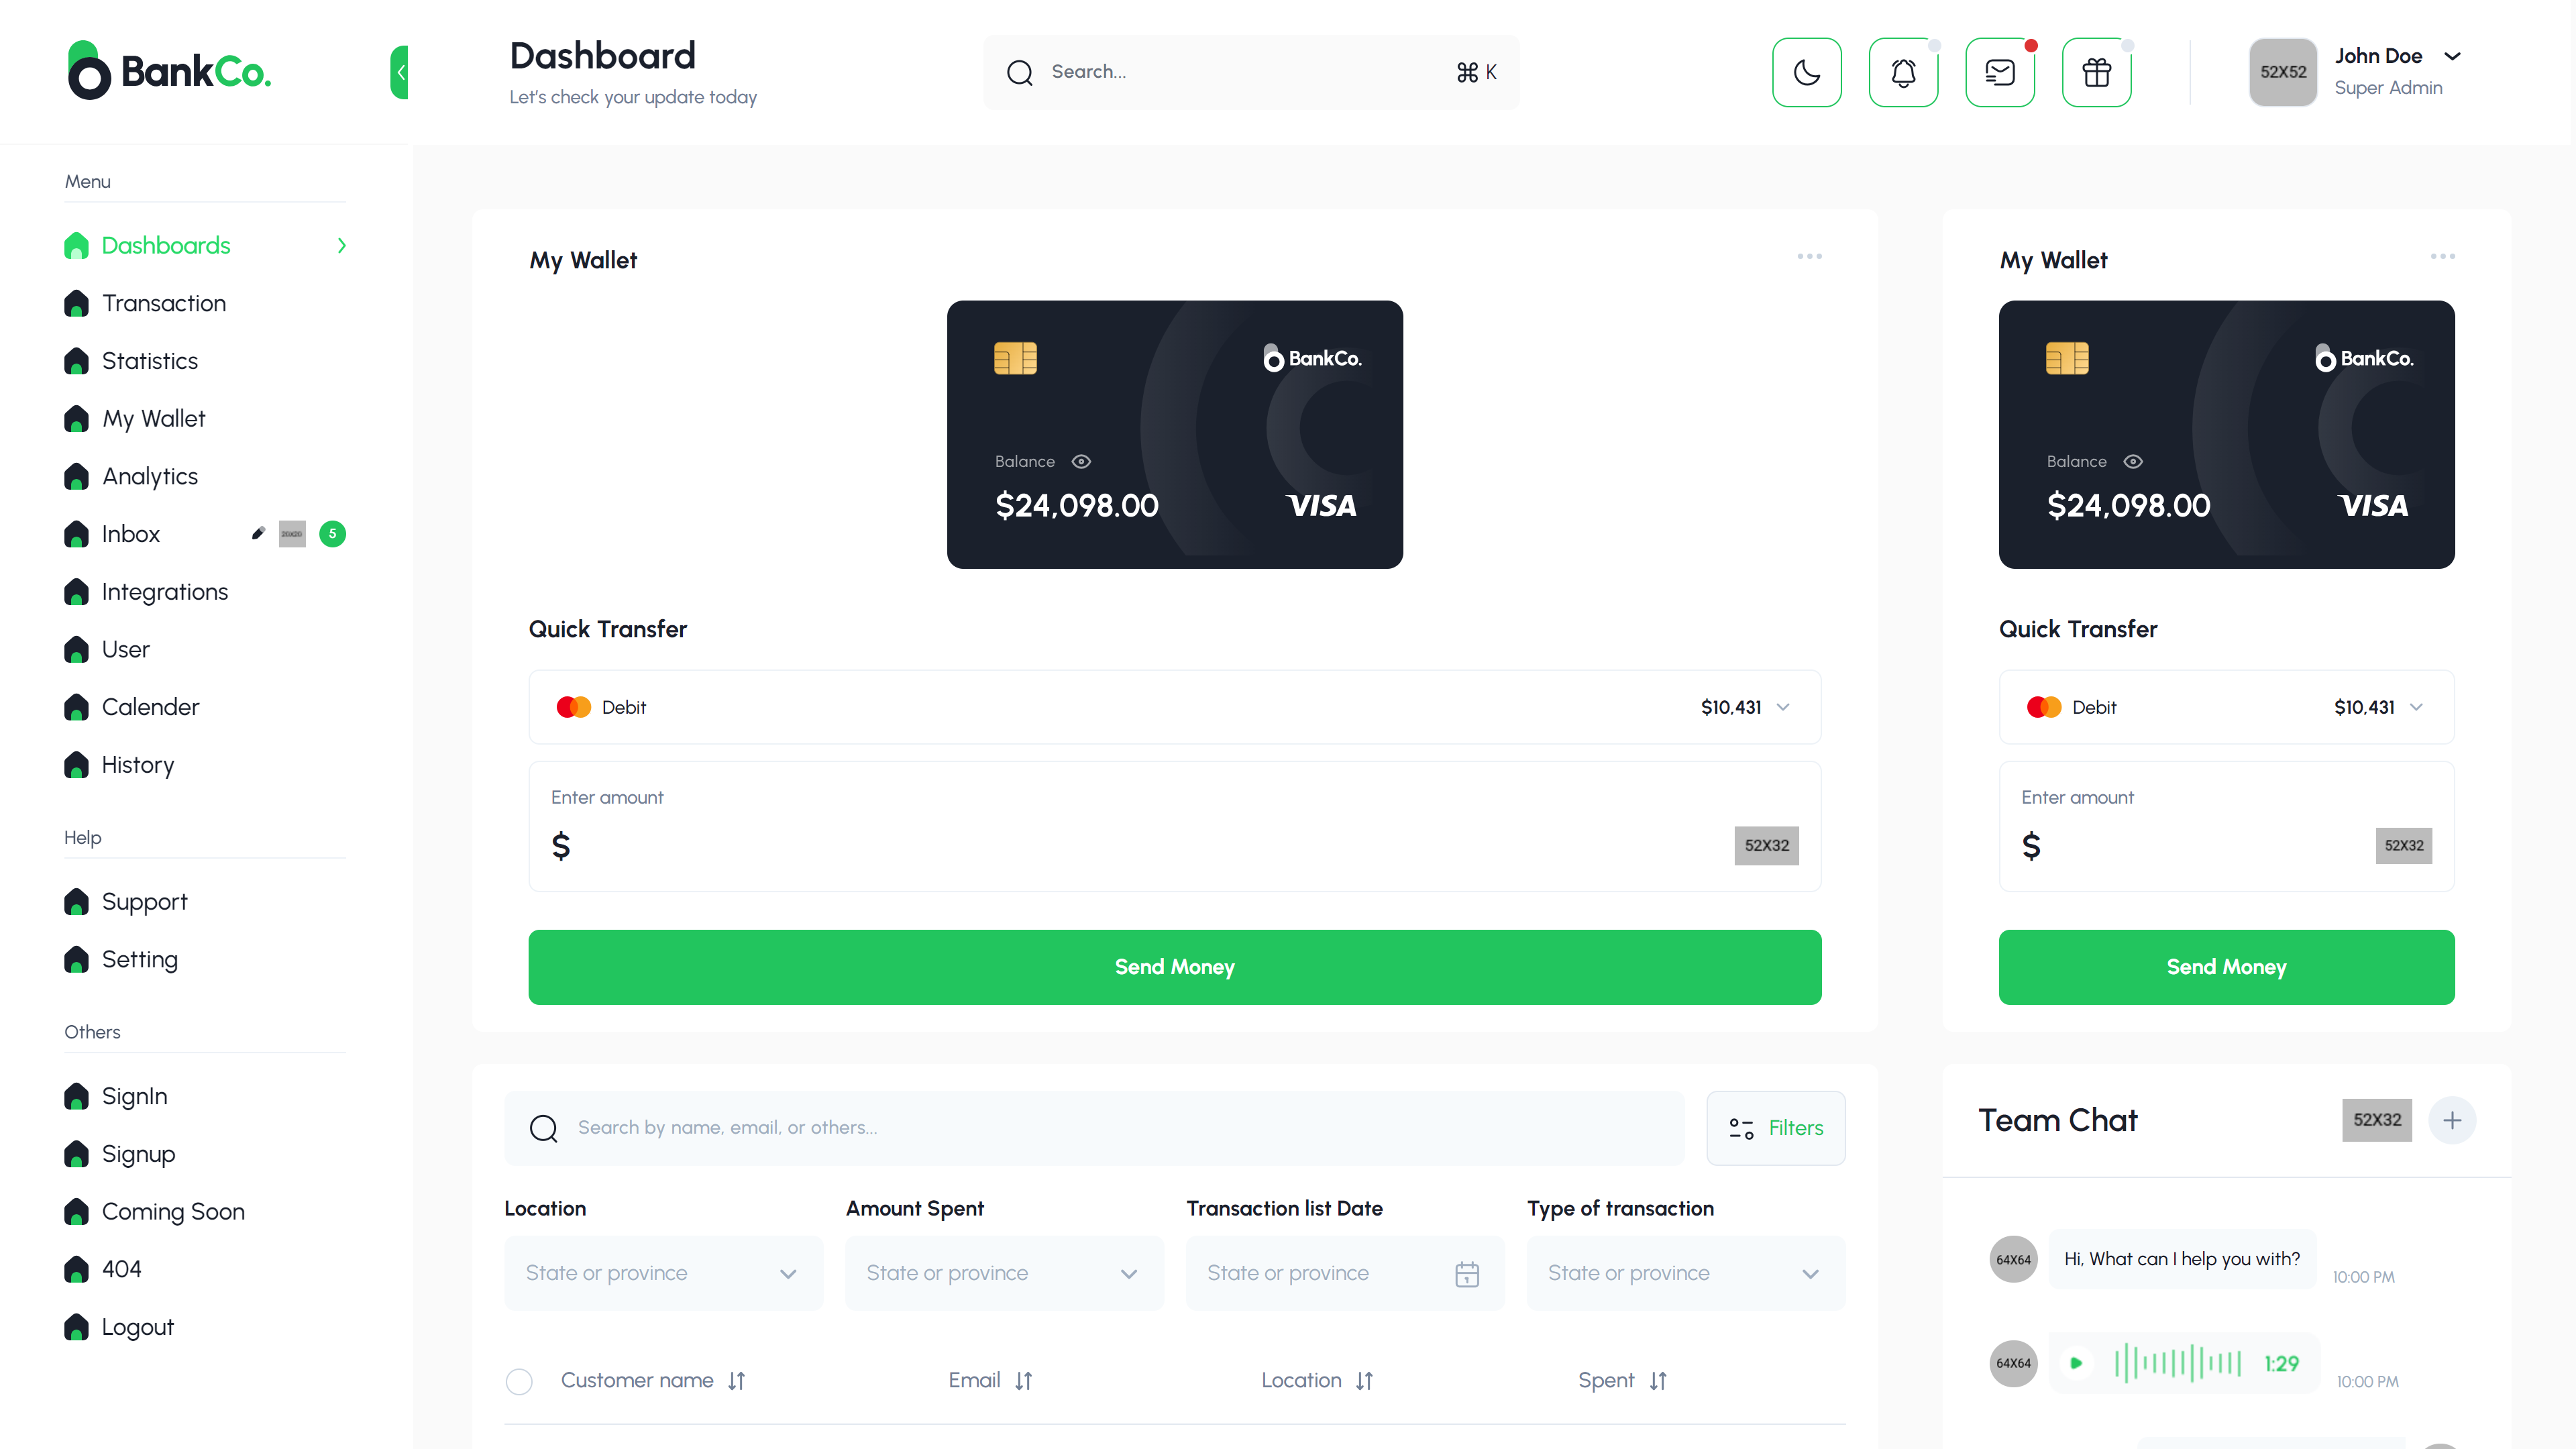 BankCo.
Dashboard
Let's check your update today
Search...
⌘ K
52X52
John Doe
Super Admin
Menu
Dashboards
Transaction
Statistics
My Wallet
Analytics
Inbox
20X20
5
Integrations
User
Calender
History
Help
Support
Setting
Others
SignIn
Signup
Coming Soon
404
Logout
My Wallet
BankCo.
Balance
$24,098.00
VISA
Quick Transfer
Debit
$10,431
Enter amount
$
52X32
Send Money
My Wallet
BankCo.
Balance
$24,098.00
VISA
Quick Transfer
Debit
$10,431
Enter amount
$
52X32
Send Money
Search by name, email, or others...
Filters
Location
Amount Spent
Transaction list Date
Type of transaction
State or province
State or province
State or province
State or province
Customer name
Email
Location
Spent
Team Chat
52X32
64X64
Hi, What can I help you with?
10:00 PM
64X64
1:29
10:00 PM